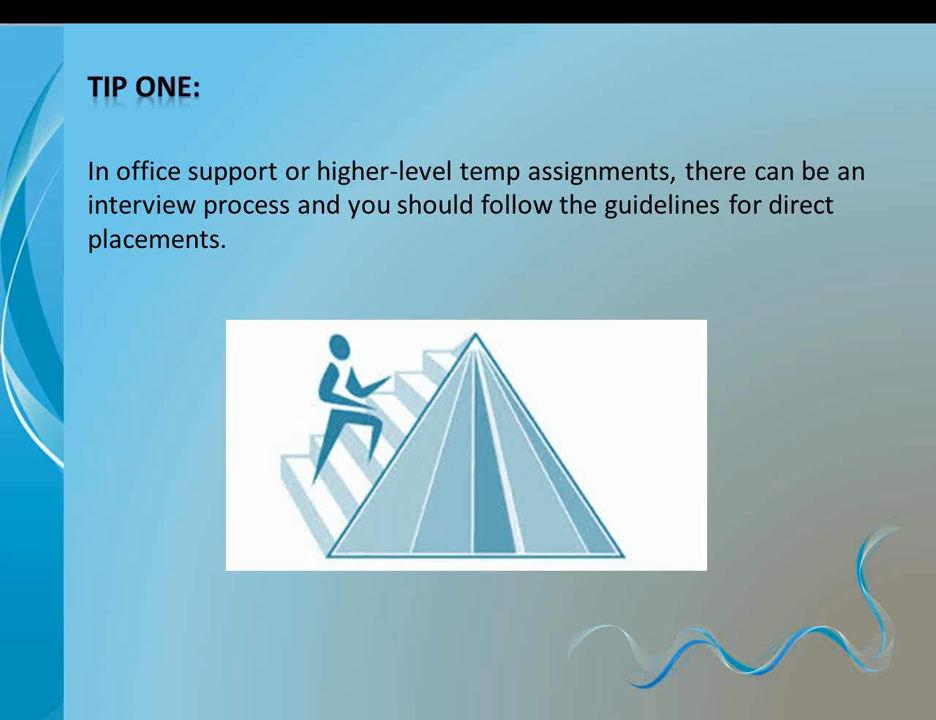 TIP ONE:
In office support or higher-level temp assignments, there can be an
interview process and you should follow the guidelines for direct
placements.